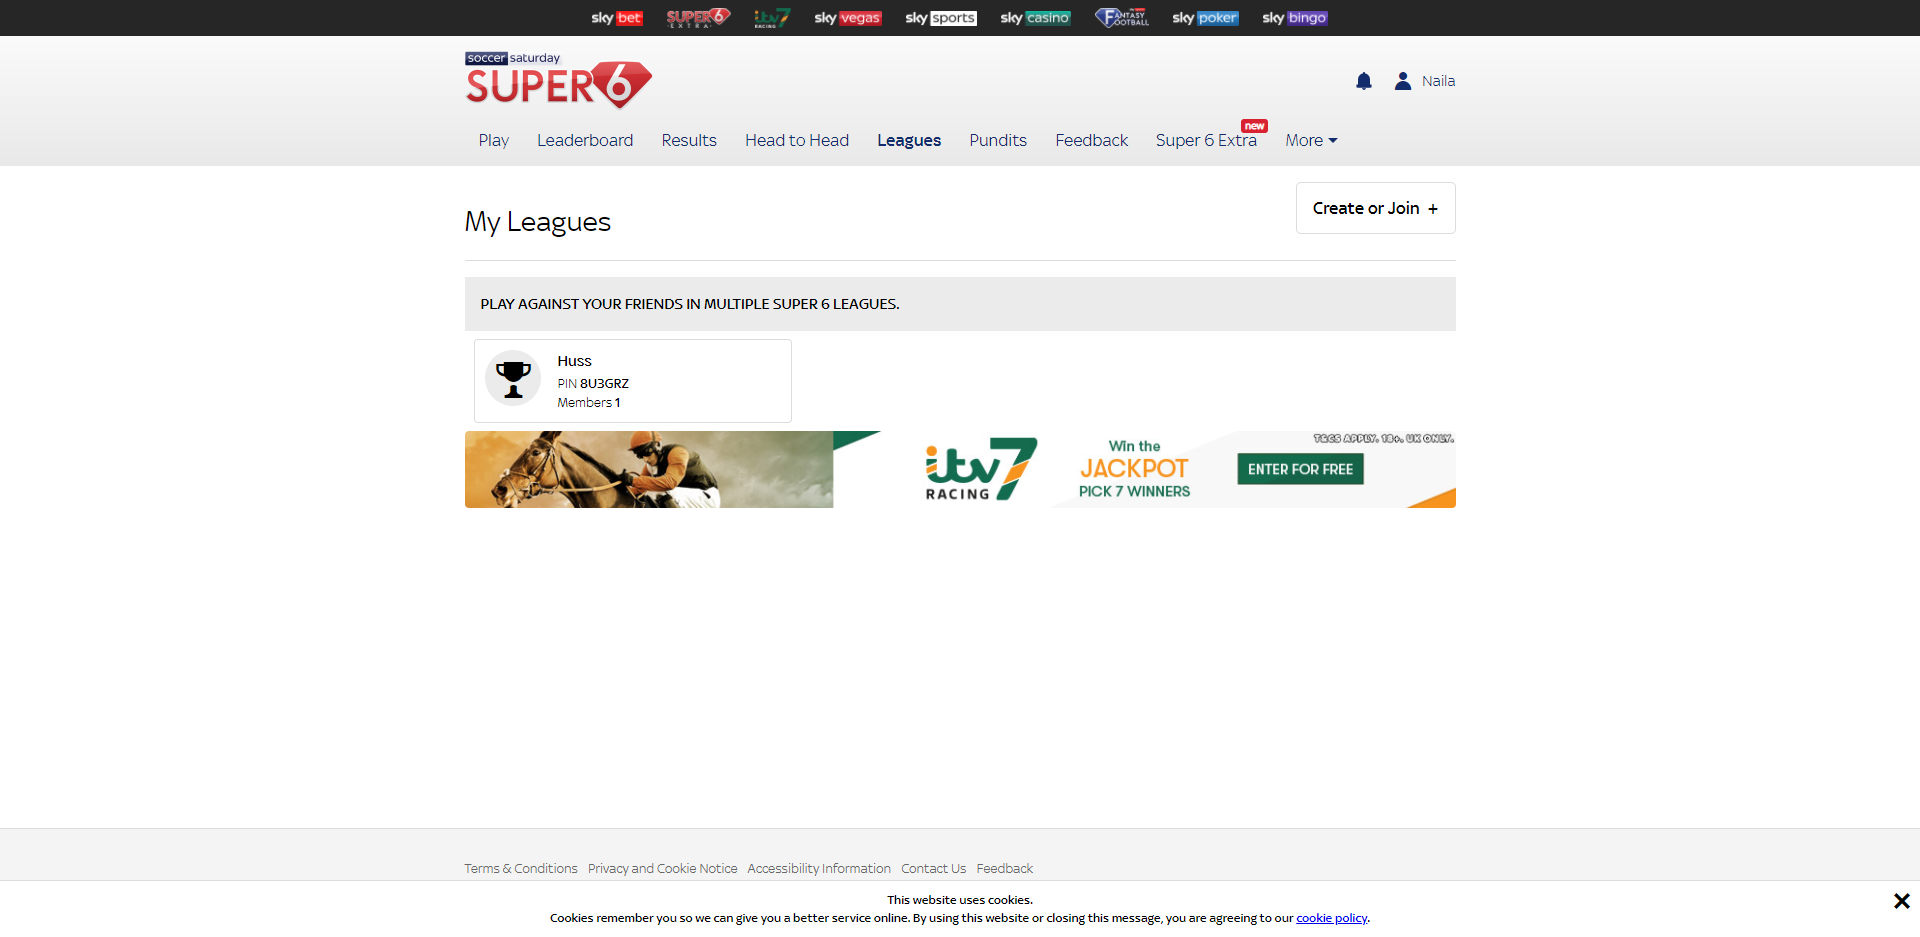 sky bet SUPER6 EXTRA itv7 RACING sky vegas sky sports sky casino FANTASY FOOTBALL sky poker sky bingo
soccer saturday
SUPER6
Naila
Play Leaderboard Results Head to Head Leagues Pundits Feedback Super 6 Extra new More
Create or Join +
My Leagues
PLAY AGAINST YOUR FRIENDS IN MULTIPLE SUPER 6 LEAGUES.
Huss
PIN 8U3GRZ
Members 1
itv7
RACING
Win the
JACKPOT
PICK 7 WINNERS
T&CS APPLY. 18+. UK ONLY.
ENTER FOR FREE
Terms & Conditions Privacy and Cookie Notice Accessibility Information Contact Us Feedback
This website uses cookies.
Cookies remember you so we can give you a better service online. By using this website or closing this message, you are agreeing to our cookie policy.